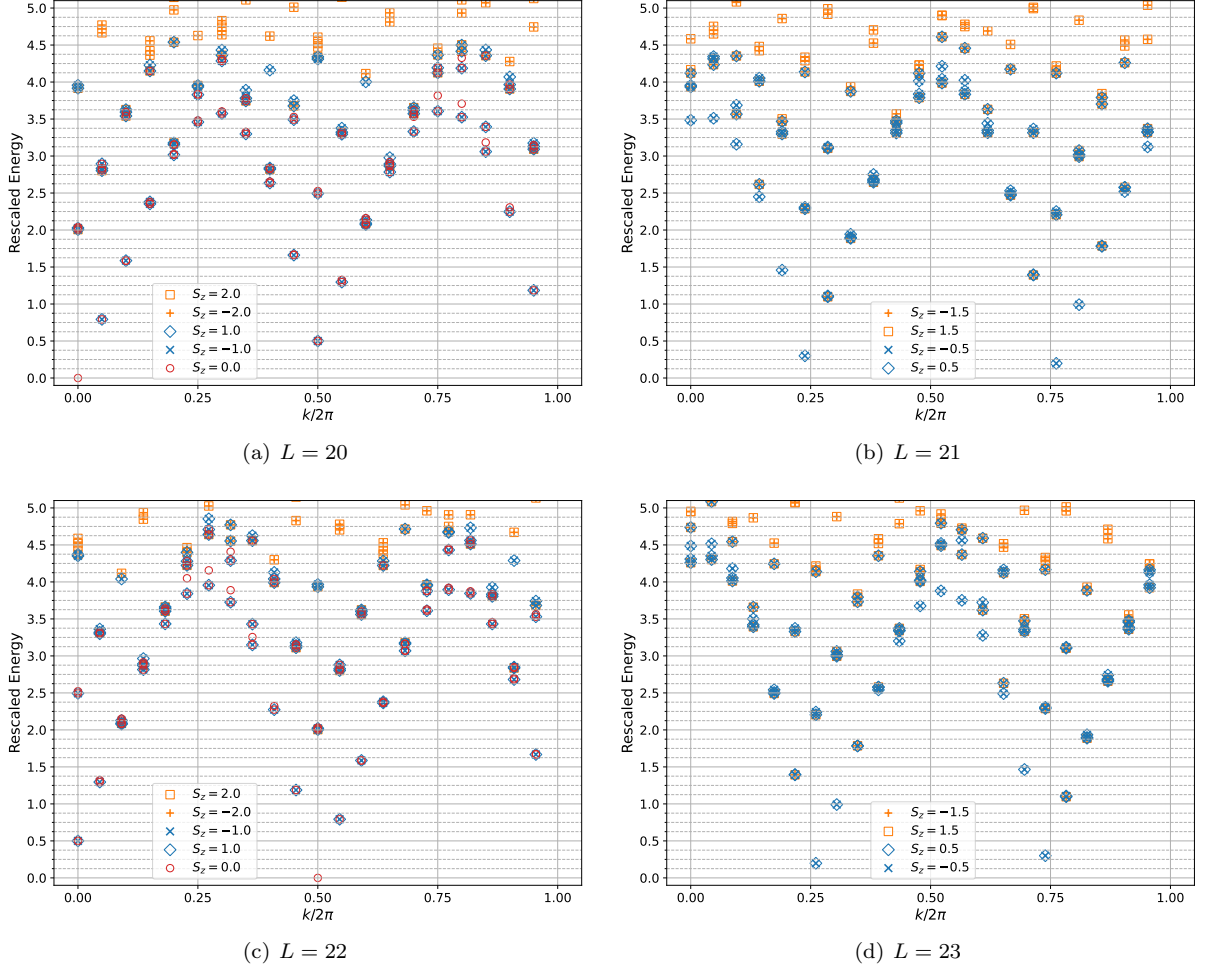 Rescaled Energy
5.0
4.5
4.0
3.5
3.0
2.5
2.0
1.5
1.0
0.5
0.0
S_z = 2.0
S_z = −2.0
S_z = 1.0
S_z = −1.0
S_z = 0.0
0.00 0.25 0.50 0.75 1.00
k/2π
(a) L = 20
Rescaled Energy
5.0
4.5
4.0
3.5
3.0
2.5
2.0
1.5
1.0
0.5
0.0
S_z = −1.5
S_z = 1.5
S_z = −0.5
S_z = 0.5
0.00 0.25 0.50 0.75 1.00
k/2π
(b) L = 21
Rescaled Energy
5.0
4.5
4.0
3.5
3.0
2.5
2.0
1.5
1.0
0.5
0.0
S_z = 2.0
S_z = −2.0
S_z = −1.0
S_z = 1.0
S_z = 0.0
0.00 0.25 0.50 0.75 1.00
k/2π
(c) L = 22
Rescaled Energy
5.0
4.5
4.0
3.5
3.0
2.5
2.0
1.5
1.0
0.5
0.0
S_z = −1.5
S_z = 1.5
S_z = 0.5
S_z = −0.5
0.00 0.25 0.50 0.75 1.00
k/2π
(d) L = 23